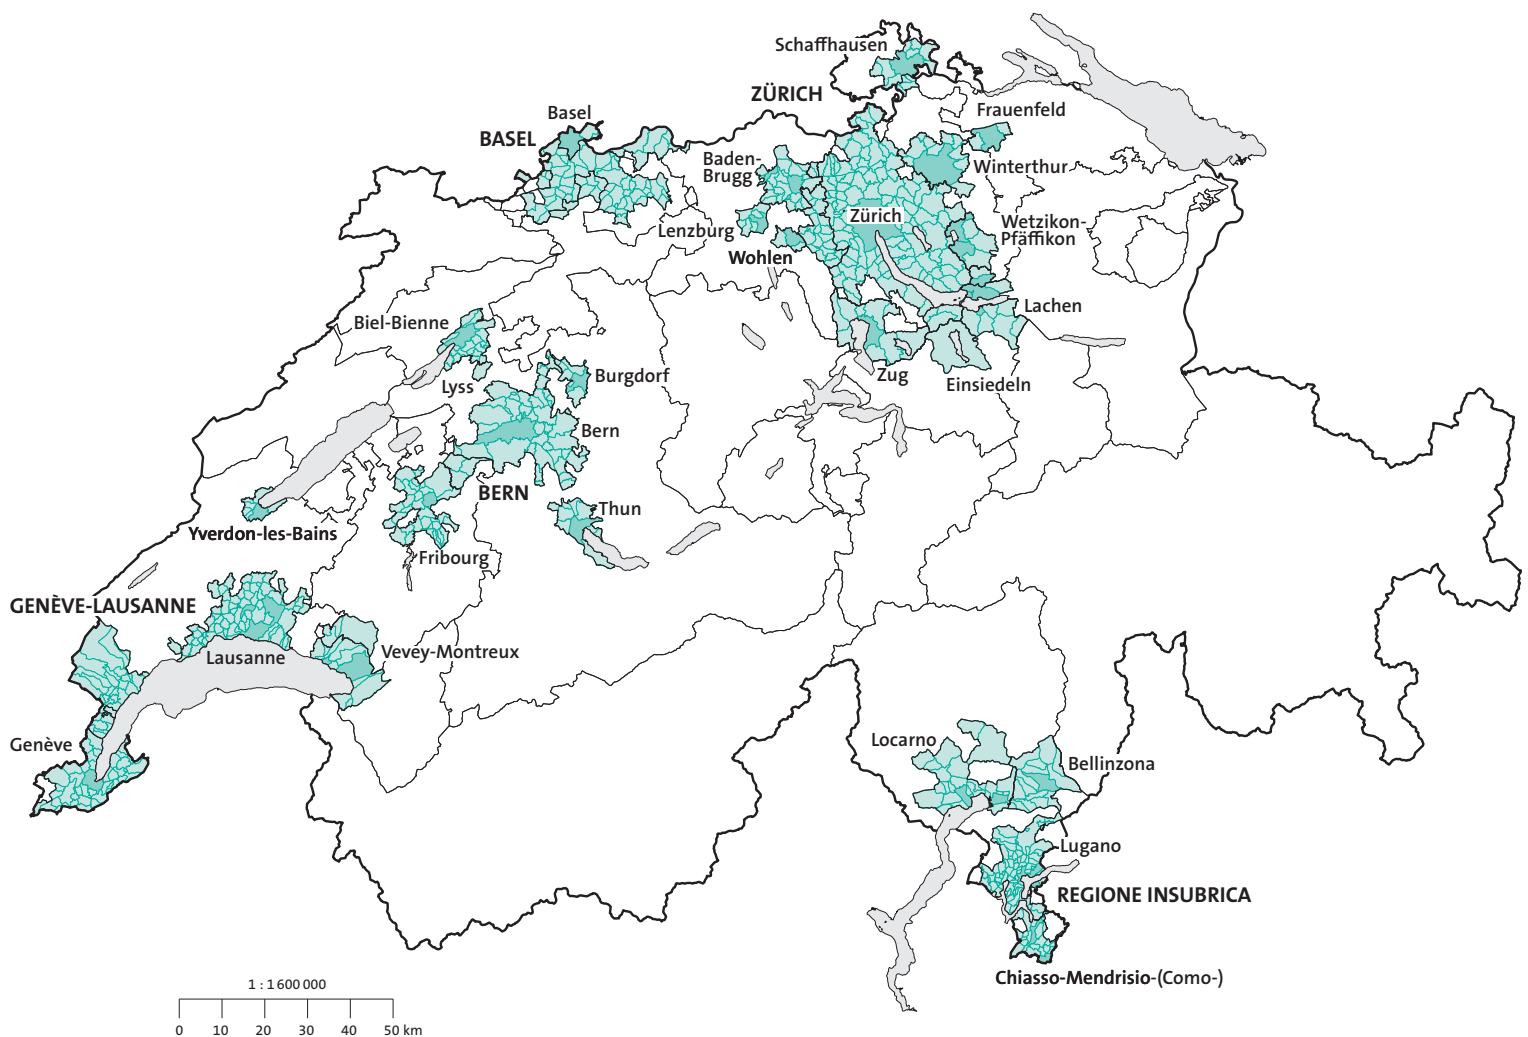 Schaffhausen
ZÜRICH
Frauenfeld
Basel
BASEL
Baden-
Brugg
Winterthur
Zürich
Wetzikon-
Pfäffikon
Lenzburg
Wohlen
Lachen
Biel-Bienne
Zug
Einsiedeln
Lyss
Burgdorf
Bern
BERN
Thun
Yverdon-les-Bains
Fribourg
GENÈVE-LAUSANNE
Lausanne
Vevey-Montreux
Genève
Locarno
Bellinzona
Lugano
REGIONE INSUBRICA
Chiasso-Mendrisio-(Como-)
1 : 1 600 000
0 10 20 30 40 50 km